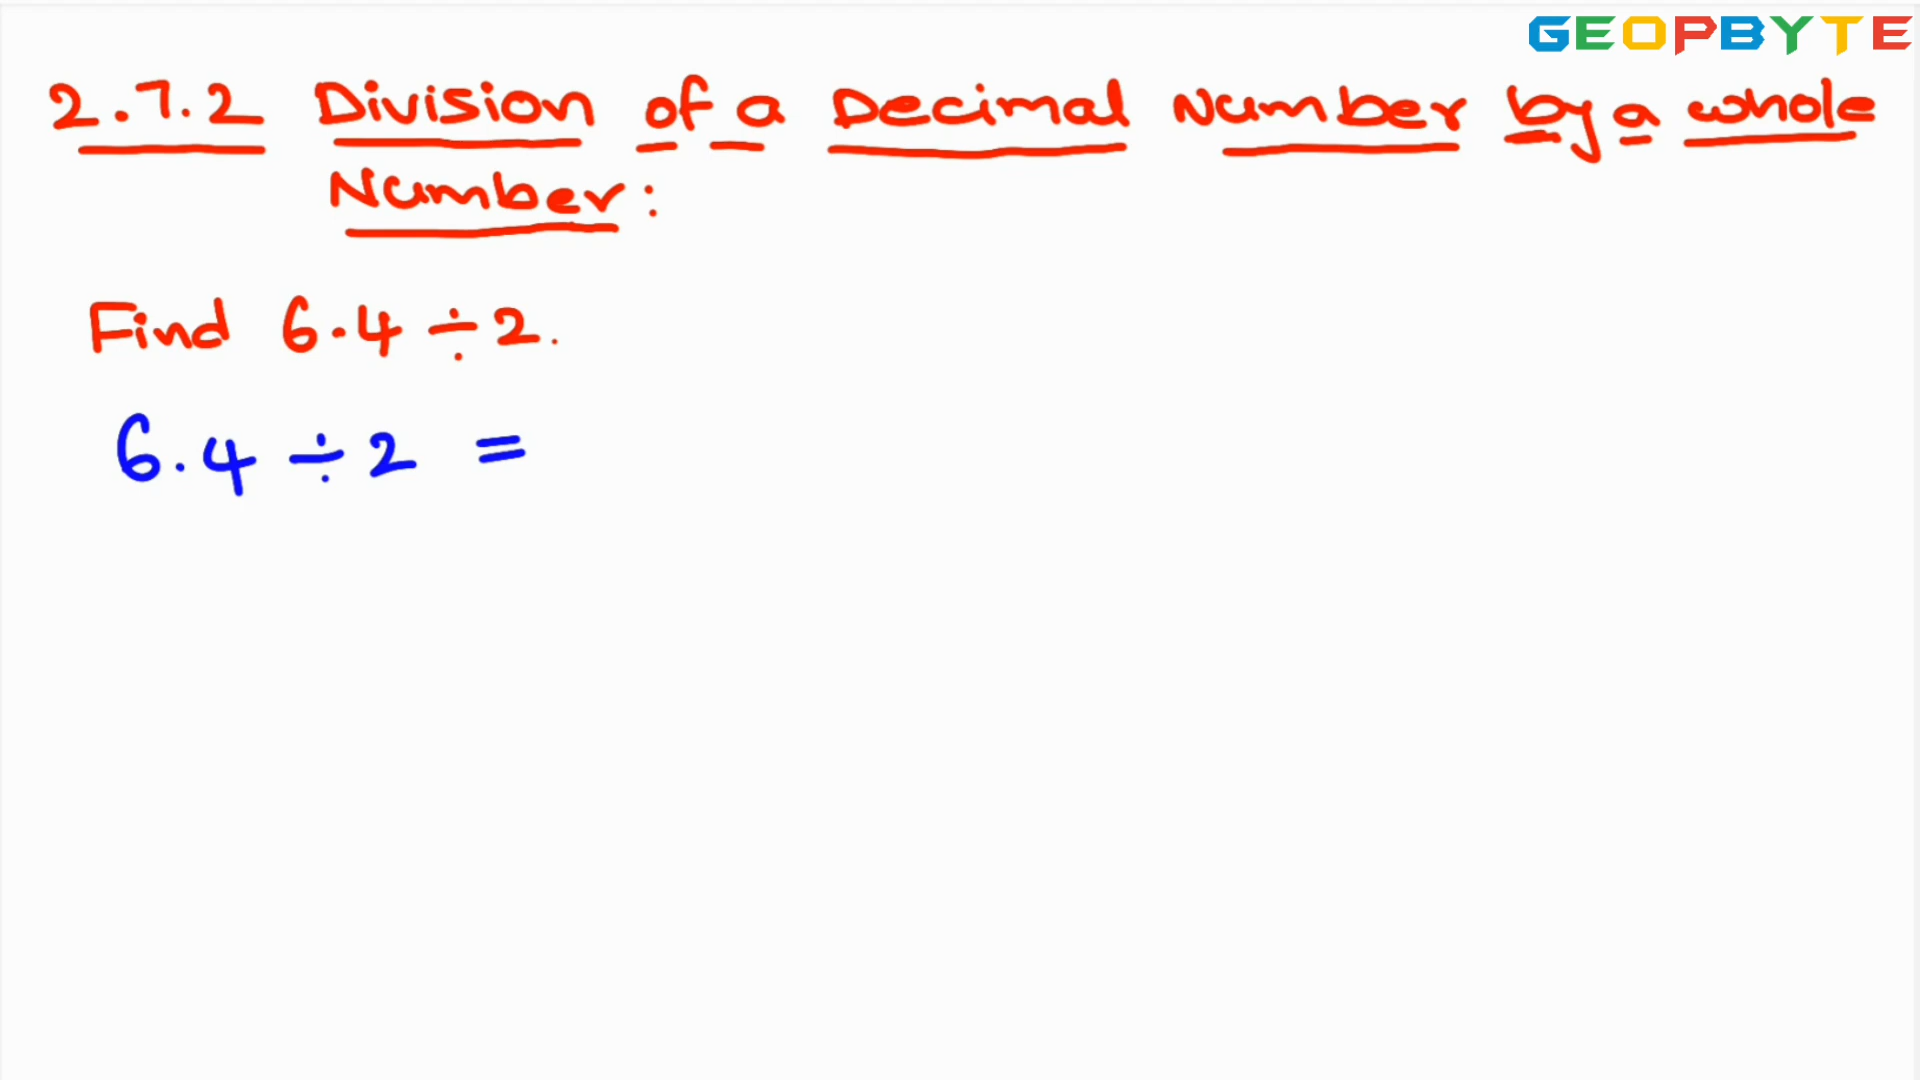 GEOPBYTE
2.7.2 Division of a Decimal Number by a whole
Number:
Find 6.4 ÷ 2.
6.4 ÷ 2 =